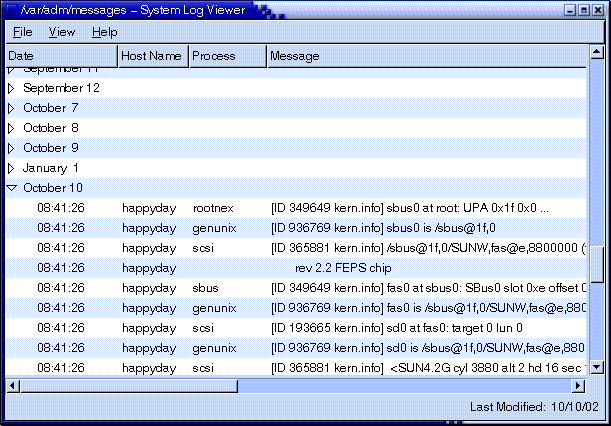 /var/adm/messages – System Log Viewer
File View Help
Date Host Name Process Message
September 11
September 12
October 7
October 8
October 9
January 1
October 10
08:41:26 happyday rootnex [ID 349649 kern.info] sbus0 at root: UPA 0x1f 0x0 ...
08:41:26 happyday genunix [ID 936769 kern.info] sbus0 is /sbus@1f,0
08:41:26 happyday scsi [ID 365881 kern.info] /sbus@1f,0/SUNW,fas@e,8800000 (
08:41:26 happyday rev 2.2 FEPS chip
08:41:26 happyday sbus [ID 349649 kern.info] fas0 at sbus0: SBus0 slot 0xe offset
08:41:26 happyday genunix [ID 936769 kern.info] fas0 is /sbus@1f,0/SUNW,fas@e,880
08:41:26 happyday scsi [ID 193665 kern.info] sd0 at fas0: target 0 lun 0
08:41:26 happyday genunix [ID 936769 kern.info] sd0 is /sbus@1f,0/SUNW,fas@e,880
08:41:26 happyday scsi [ID 365881 kern.info] <SUN4.2G cyl 3880 alt 2 hd 16 sec
Last Modified: 10/10/02